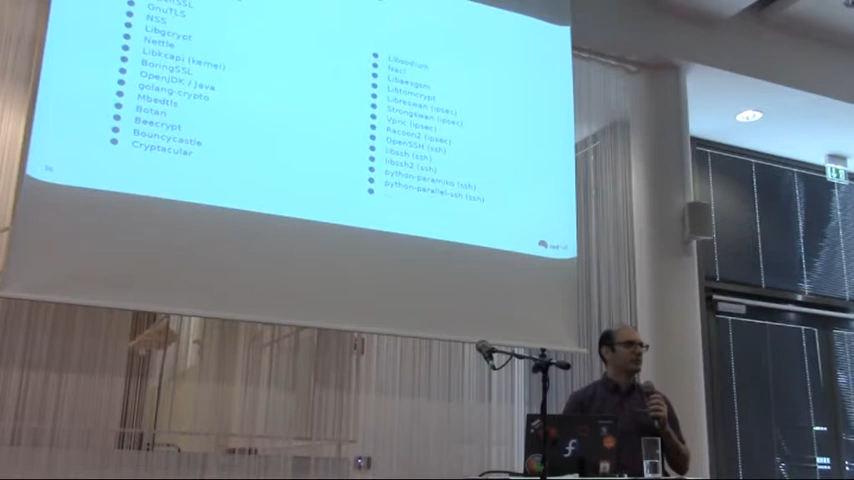 GnuTLS
NSS
Libgcrypt
Nettle
Libkcapi (kernel)
BoringSSL
OpenJDK / Java
golang-crypto
Mbedtls
Botan
Beecrypt
Bouncycastle
Cryptacular
Libsodium
Nacl
Libaesgsm
Libtomcrypt
Libreswan (ipsec)
Strongswan (ipsec)
Vpnc (ipsec)
Racoon2 (ipsec)
OpenSSH (ssh)
libssh (ssh)
libssh2 (ssh)
python-paramiko (ssh)
python-parallel-ssh (ssh)